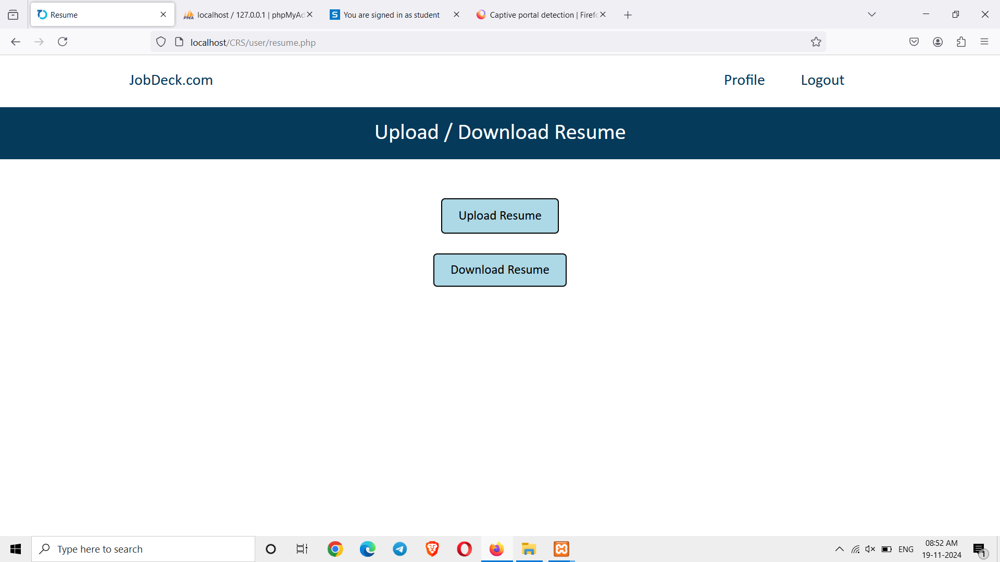 Resume
localhost / 127.0.0.1 | phpMyAd
You are signed in as student
Captive portal detection | Firefo
localhost/CRS/user/resume.php
JobDeck.com
Profile
Logout
Upload / Download Resume
Upload Resume
Download Resume
Type here to search
ENG
08:52 AM
19-11-2024
1